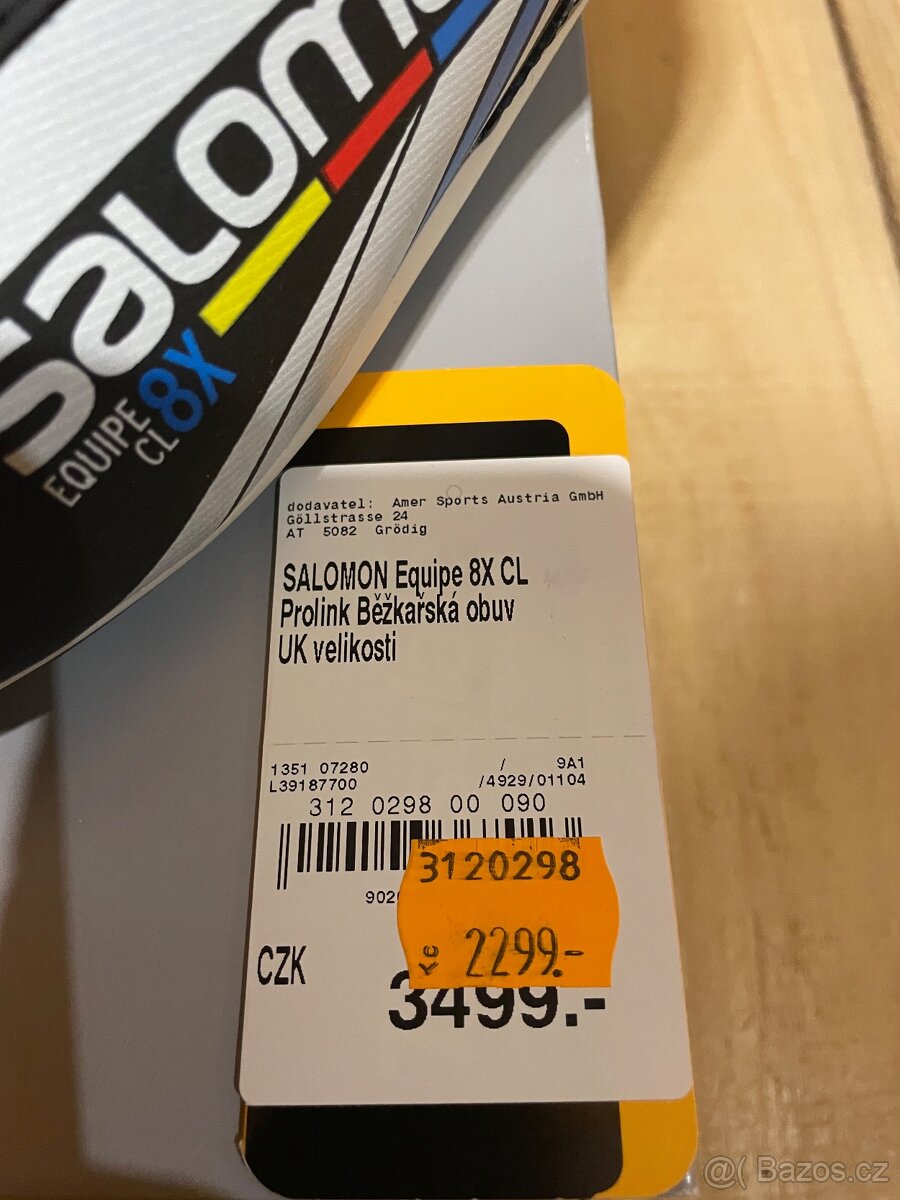 SALOM
EQUIPE
CL 8X
dodavatel: Amer Sports Austria GmbH
Göllstrasse 24
AT 5082 Grödig
SALOMON Equipe 8X CL
Prolink Běžkařská obuv
UK velikosti
1351 07280 / 9A1
L39187700 /4929/01104
312 0298 00 090
902
3120298
Kč 2299.-
CZK
3499.-
@( Bazos.cz